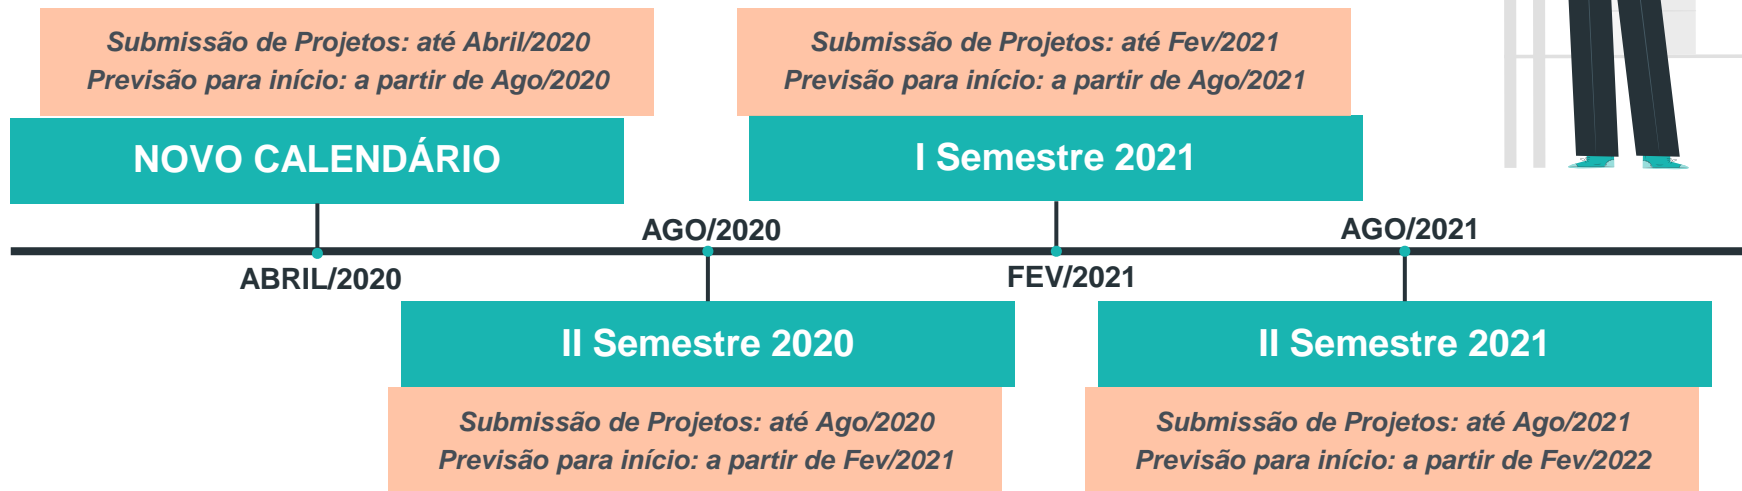 Submissão de Projetos: até Abril/2020
Previsão para início: a partir de Ago/2020
NOVO CALENDÁRIO
ABRIL/2020
AGO/2020
II Semestre 2020
Submissão de Projetos: até Ago/2020
Previsão para início: a partir de Fev/2021
Submissão de Projetos: até Fev/2021
Previsão para início: a partir de Ago/2021
I Semestre 2021
FEV/2021
AGO/2021
II Semestre 2021
Submissão de Projetos: até Ago/2021
Previsão para início: a partir de Fev/2022